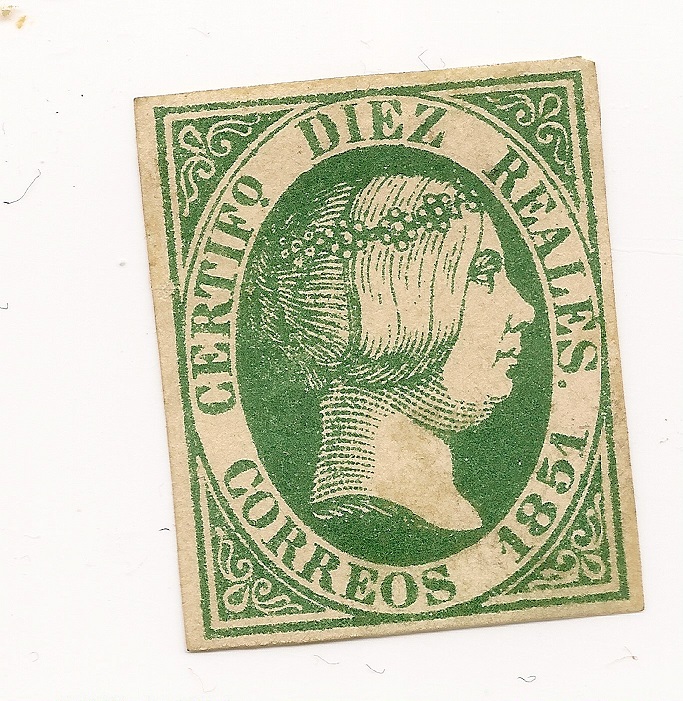 CERTIFº DIEZ REALES.
CORREOS 1851